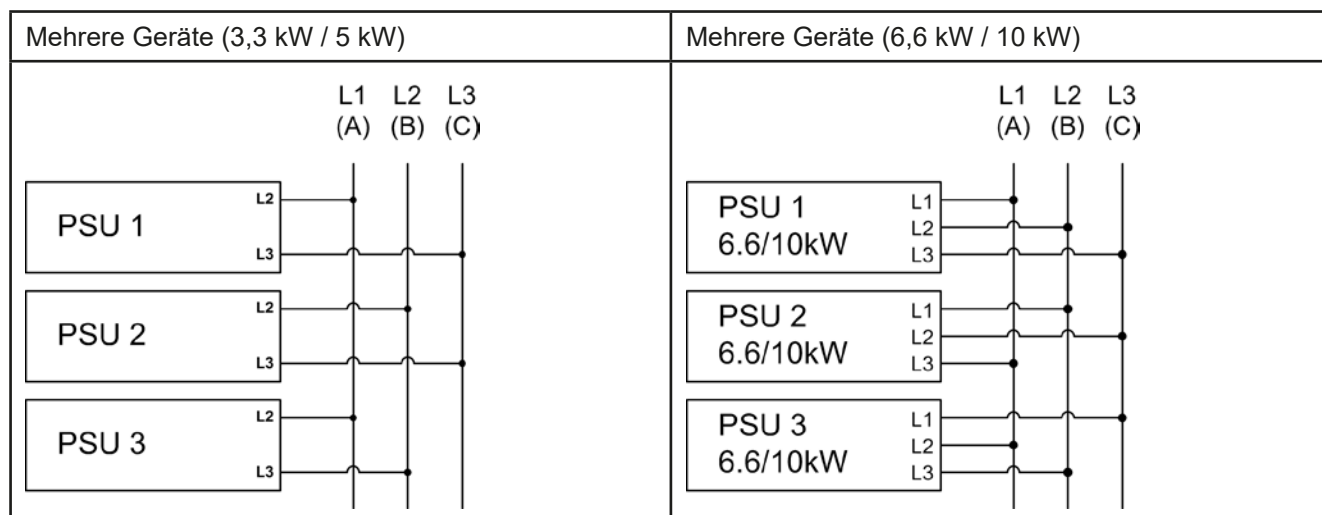 Mehrere Geräte (3,3 kW / 5 kW)
L1 L2 L3
(A) (B) (C)
PSU 1
L2
L3
PSU 2
L2
L3
PSU 3
L2
L3
Mehrere Geräte (6,6 kW / 10 kW)
L1 L2 L3
(A) (B) (C)
PSU 1
6.6/10kW
L1
L2
L3
PSU 2
6.6/10kW
L1
L2
L3
PSU 3
6.6/10kW
L1
L2
L3